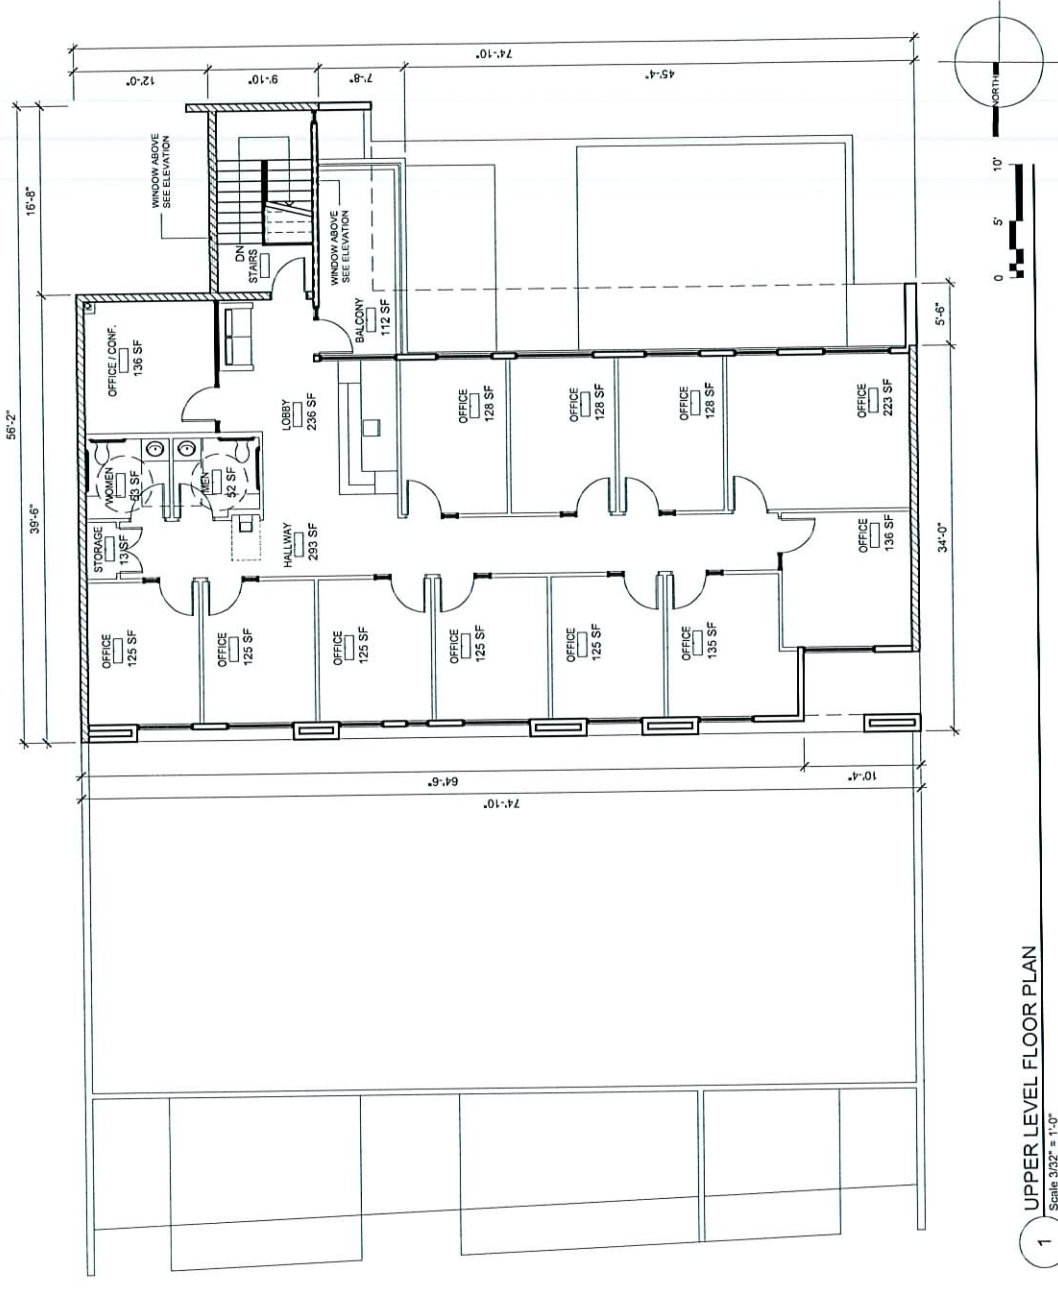 74'-10"
12'-0"
9'-10"
7'-8"
45'-4"
NORTH
56'-2"
16'-8"
39'-6"
WINDOW ABOVE
SEE ELEVATION
DN
STAIRS
WINDOW ABOVE
SEE ELEVATION
BALCONY
112 SF
10'
5'
0
5'-6"
34'-0"
OFFICE / CONF.
136 SF
LOBBY
236 SF
OFFICE
128 SF
OFFICE
128 SF
OFFICE
128 SF
OFFICE
223 SF
WOMEN
53 SF
MEN
52 SF
STORAGE
13 SF
HALLWAY
293 SF
OFFICE
136 SF
OFFICE
125 SF
OFFICE
125 SF
OFFICE
125 SF
OFFICE
125 SF
OFFICE
125 SF
OFFICE
135 SF
64'-6"
10'-4"
74'-10"
1
UPPER LEVEL FLOOR PLAN
Scale 3/32" = 1'-0"